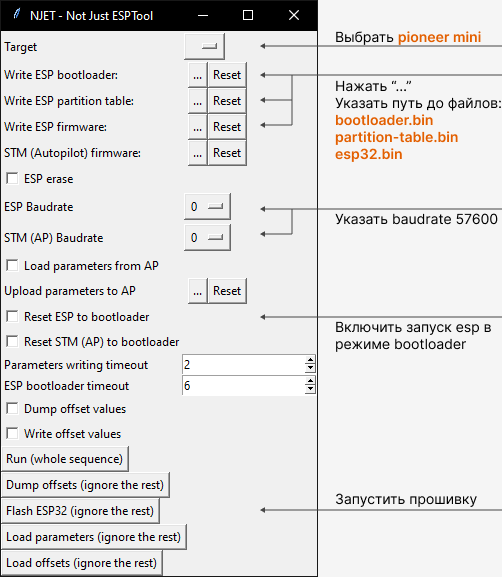 NJET - Not Just ESPTool
Target
Выбрать pioneer mini
Write ESP bootloader: ... Reset
Write ESP partition table: ... Reset
Write ESP firmware: ... Reset
STM (Autopilot) firmware: ... Reset
Нажать “...”
Указать путь до файлов:
bootloader.bin
partition-table.bin
esp32.bin
ESP erase
ESP Baudrate 0
STM (AP) Baudrate 0
Указать baudrate 57600
Load parameters from AP
Upload parameters to AP ... Reset
Reset ESP to bootloader
Reset STM (AP) to bootloader
Включить запуск esp в
режиме bootloader
Parameters writing timeout 2
ESP bootloader timeout 6
Dump offset values
Write offset values
Run (whole sequence)
Dump offsets (ignore the rest)
Flash ESP32 (ignore the rest)
Запустить прошивку
Load parameters (ignore the rest)
Load offsets (ignore the rest)